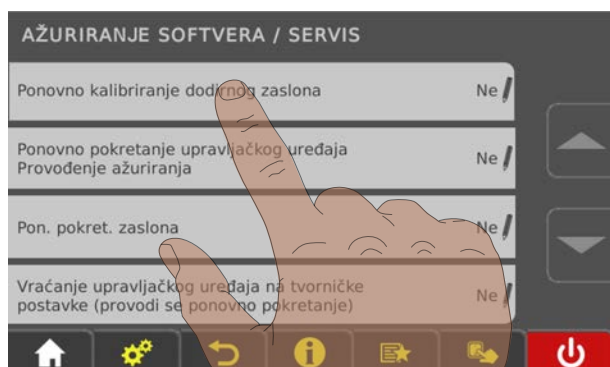 AŽURIRANJE SOFTVERA / SERVIS
Ponovno kalibriranje dodirnog zaslona Ne
Ponovno pokretanje upravljačkog uređaja
Provođenje ažuriranja Ne
Pon. pokret. zaslona Ne
Vraćanje upravljačkog uređaja na tvorničke
postavke (provodi se ponovno pokretanje) Ne